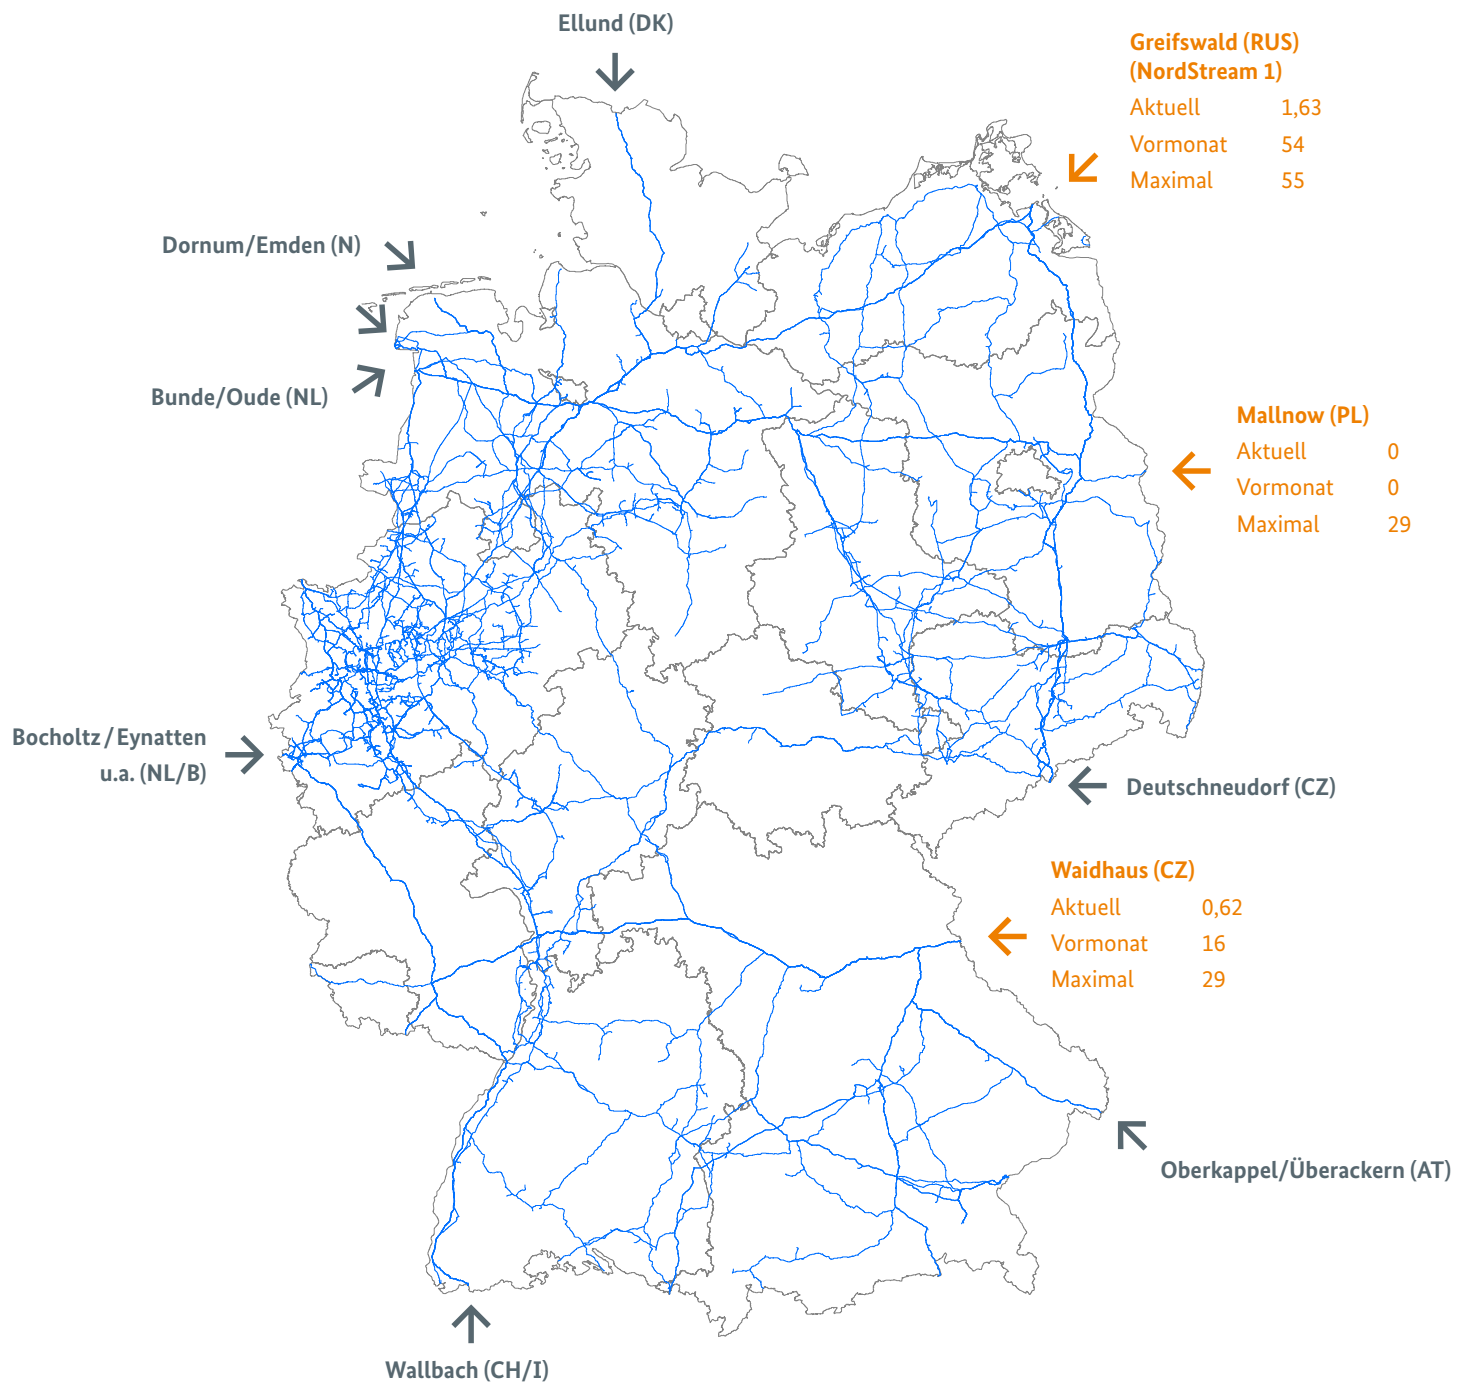 Ellund (DK)
Greifswald (RUS)
(NordStream 1)
Aktuell 1,63
Vormonat 54
Maximal 55
Dornum/Emden (N)
Bunde/Oude (NL)
Mallnow (PL)
Aktuell 0
Vormonat 0
Maximal 29
Bocholtz / Eynatten
u.a. (NL/B)
Deutschneudorf (CZ)
Waidhaus (CZ)
Aktuell 0,62
Vormonat 16
Maximal 29
Oberkappel/Überackern (AT)
Wallbach (CH/I)